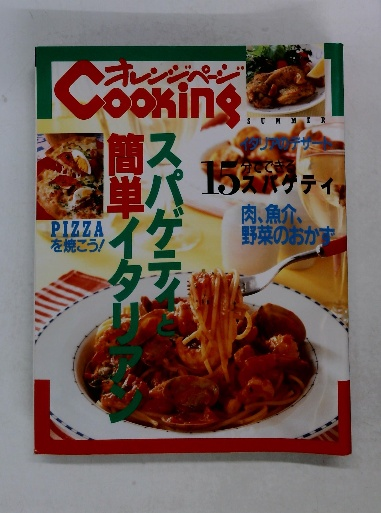 オレンジページ
Cooking
SUMMER
イタリアのデザート
15分でできる
スパゲティ
肉、魚介、
野菜のおかず
スパゲティと
簡単イタリアン
PIZZA
を焼こう!